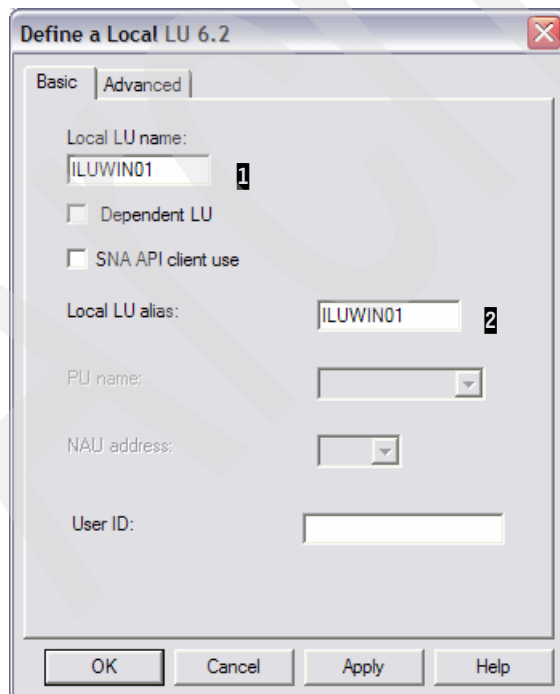 Define a Local LU 6.2
Basic
Advanced
Local LU name:
ILUWIN01
1
Dependent LU
SNA API client use
Local LU alias:
ILUWIN01
2
PU name:
NAU address:
User ID:
OK
Cancel
Apply
Help